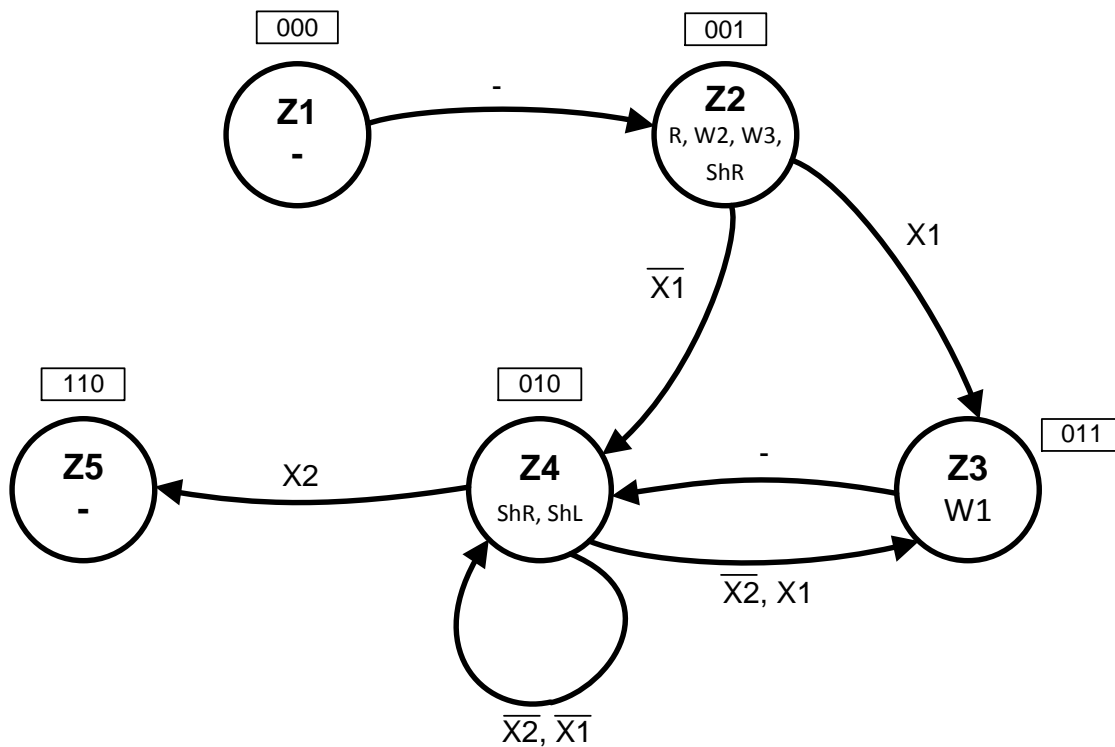 000
001
Z1
-
-
Z2
R, W2, W3,
ShR
X1
X̅1̅
110
010
011
Z5
-
X2
Z4
ShR, ShL
-
Z3
W1
X̅2̅, X1
X̅2̅, X̅1̅